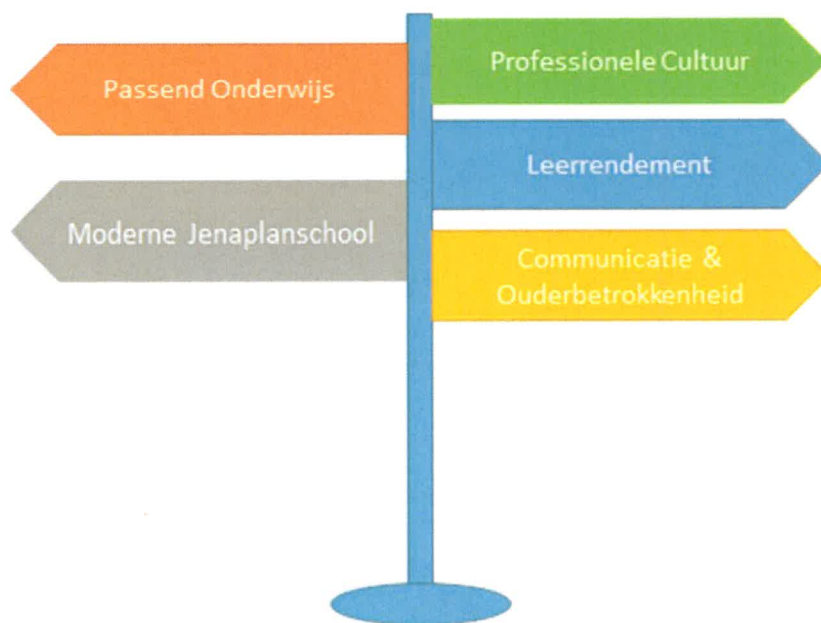 Passend Onderwijs
Moderne Jenaplanschool
Professionele Cultuur
Leerrendement
Communicatie &
Ouderbetrokkenheid